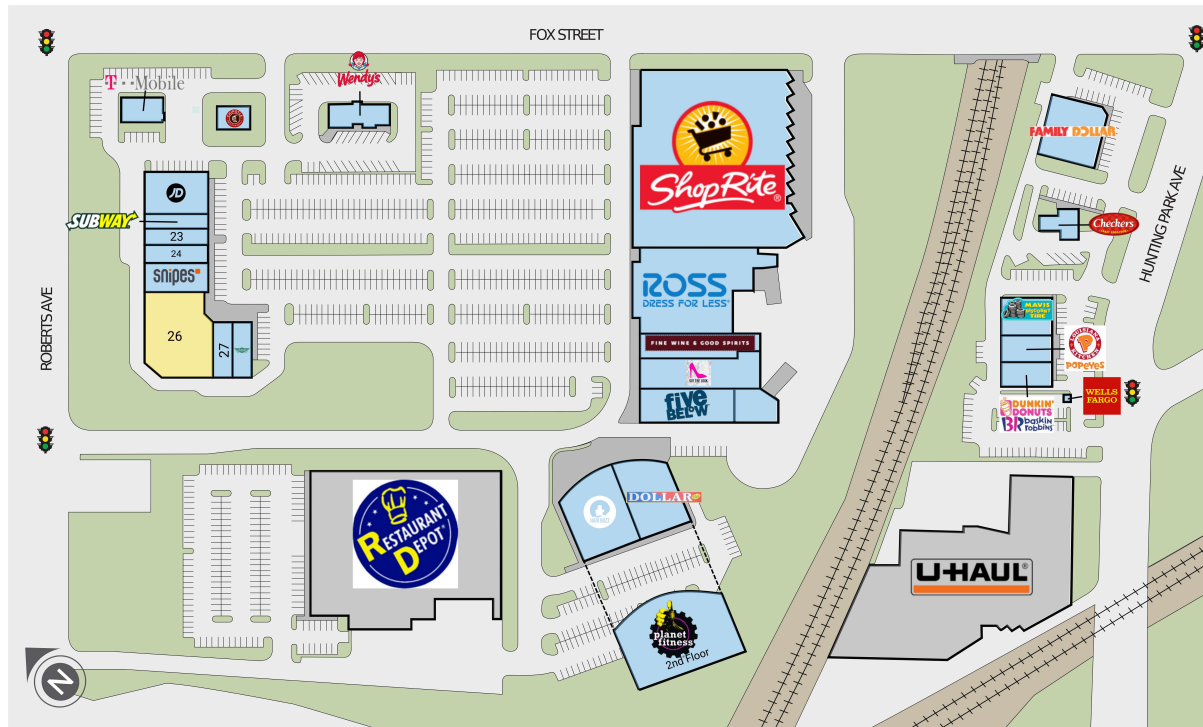 FOX STREET
T··Mobile
Wendy's
ShopRite
FAMILY DOLLAR
HUNTING PARK AVE
Checkers
JD
SUBWAY
23
24
snipes
26
27
ROBERTS AVE
ROSS
DRESS FOR LESS
FINE WINE & GOOD SPIRITS
five
BELOW
MAVIS
DISCOUNT
TIRE
LOUISIANA
KITCHEN
POPEYES
WELLS
FARGO
DUNKIN'
DONUTS
BR baskin
robbins
RESTAURANT
DEPOT
DOLLAR
U-HAUL
planet
fitness
2nd Floor
N